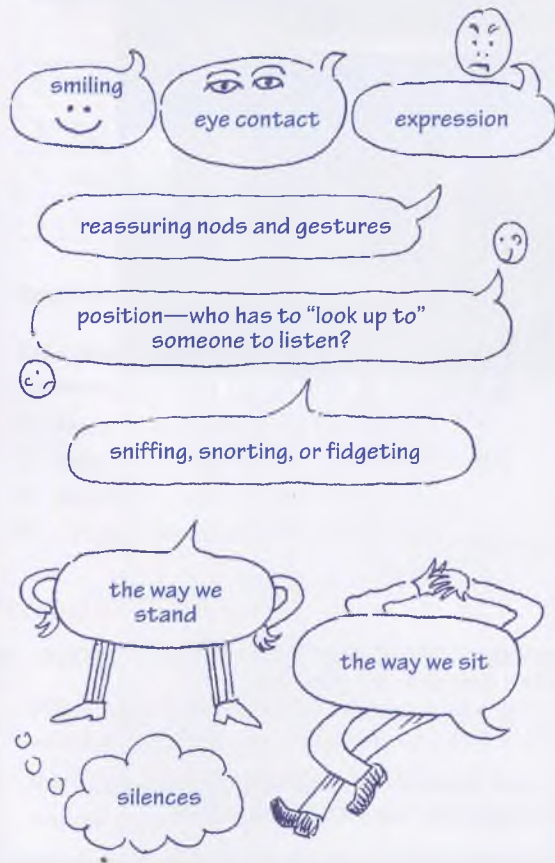 smiling
eye contact
expression
reassuring nods and gestures
position—who has to “look up to”
someone to listen?
sniffing, snorting, or fidgeting
the way we
stand
the way we sit
silences